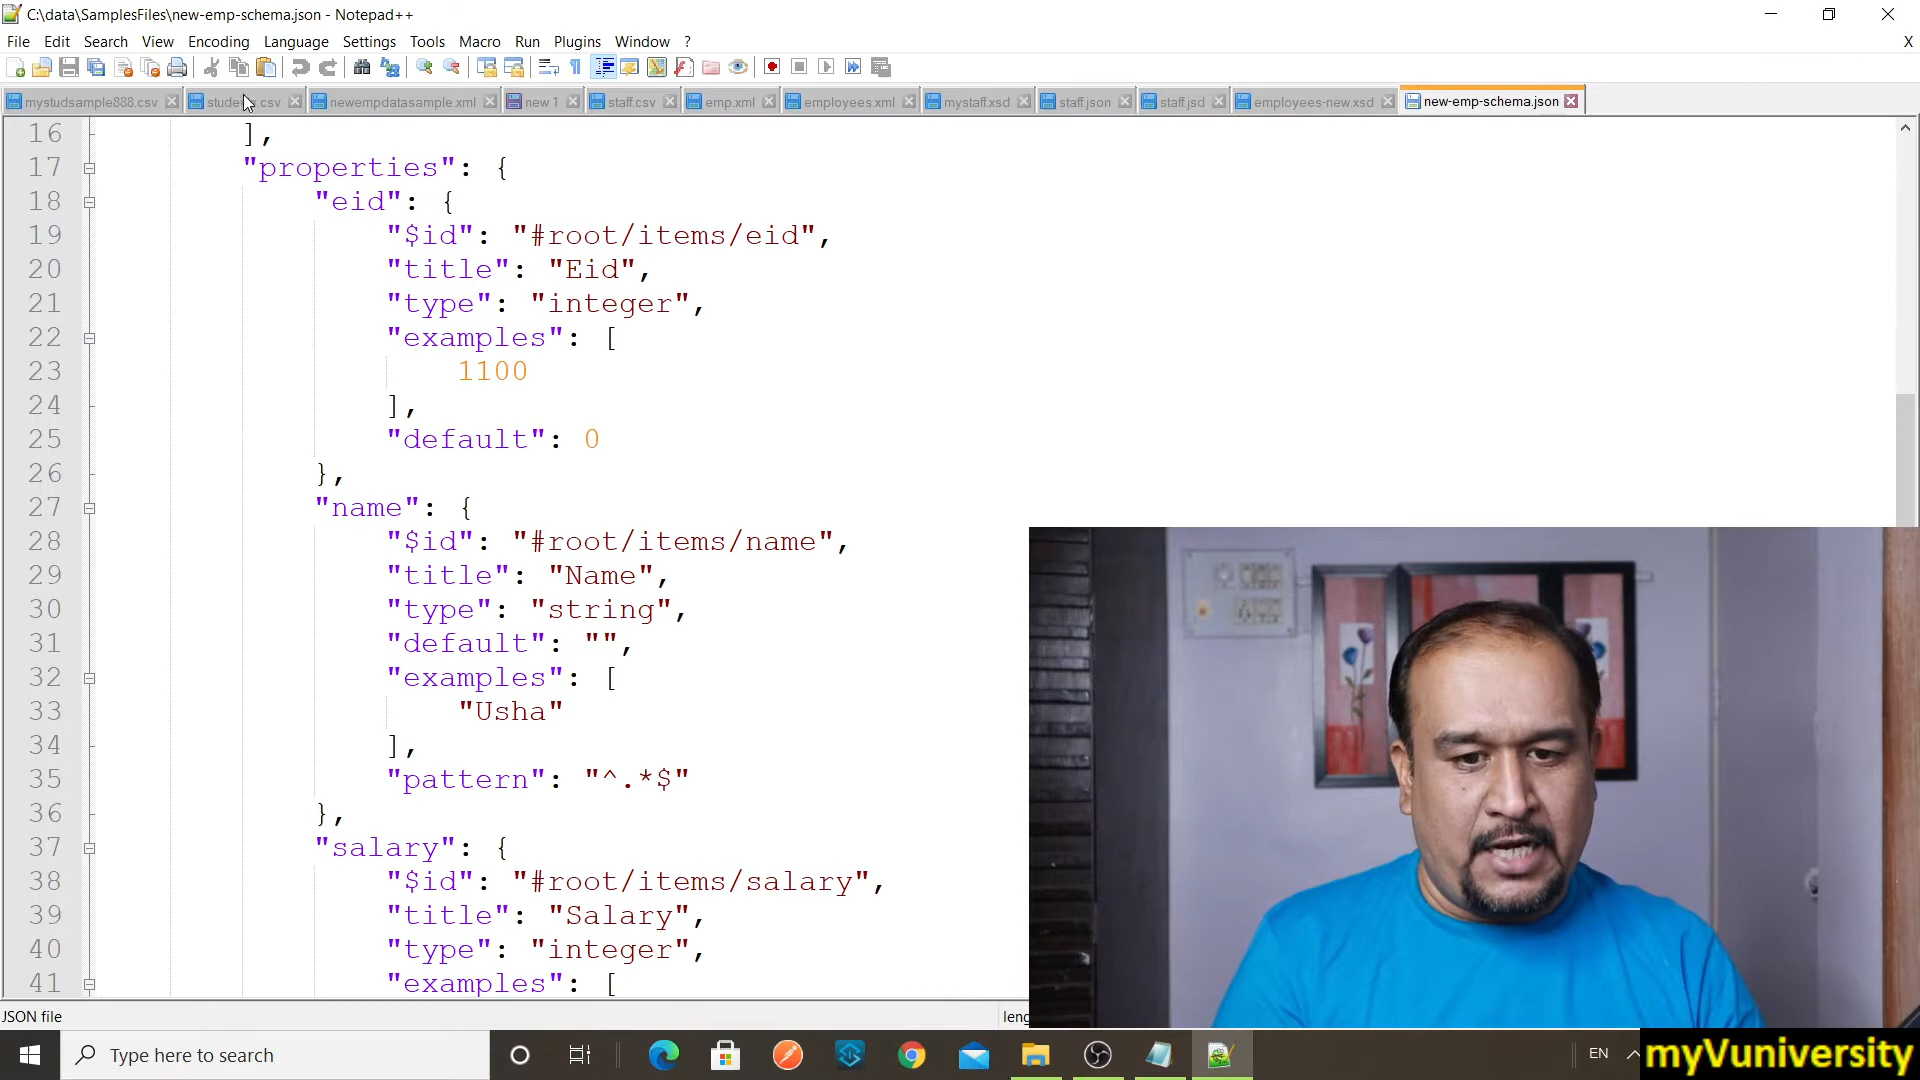 C:\data\SamplesFiles\new-emp-schema.json - Notepad++
File Edit Search View Encoding Language Settings Tools Macro Run Plugins Window ? X
mystudsample888.csv newempdatasample.xml new 1 staff.csv emp.xml employees.xml mystaff.xsd staff.json staff.jsd employees-new.xsd new-emp-schema.json
16 ],
17 "properties": {
18 "eid": {
19 "$id": "#root/items/eid",
20 "title": "Eid",
21 "type": "integer",
22 "examples": [
23 1100
24 ],
25 "default": 0
26 },
27 "name": {
28 "$id": "#root/items/name",
29 "title": "Name",
30 "type": "string",
31 "default": "",
32 "examples": [
33 "Usha"
34 ],
35 "pattern": "^.*$"
36 },
37 "salary": {
38 "$id": "#root/items/salary",
39 "title": "Salary",
40 "type": "integer",
41 "examples": [
JSON file
Type here to search EN myVuniversity